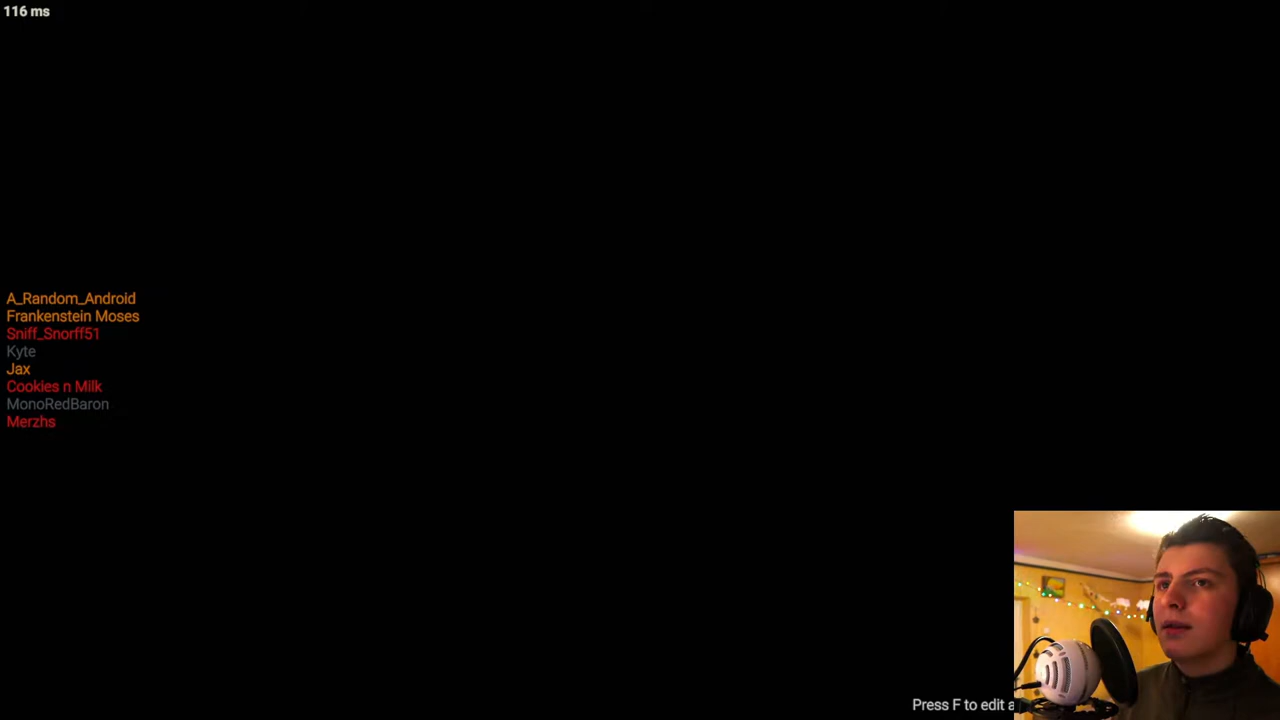 116 ms
A_Random_Android
Frankenstein Moses
Sniff_Snorff51
Kyte
Jax
Cookies n Milk
MonoRedBaron
Merzhs
Press F to edit a